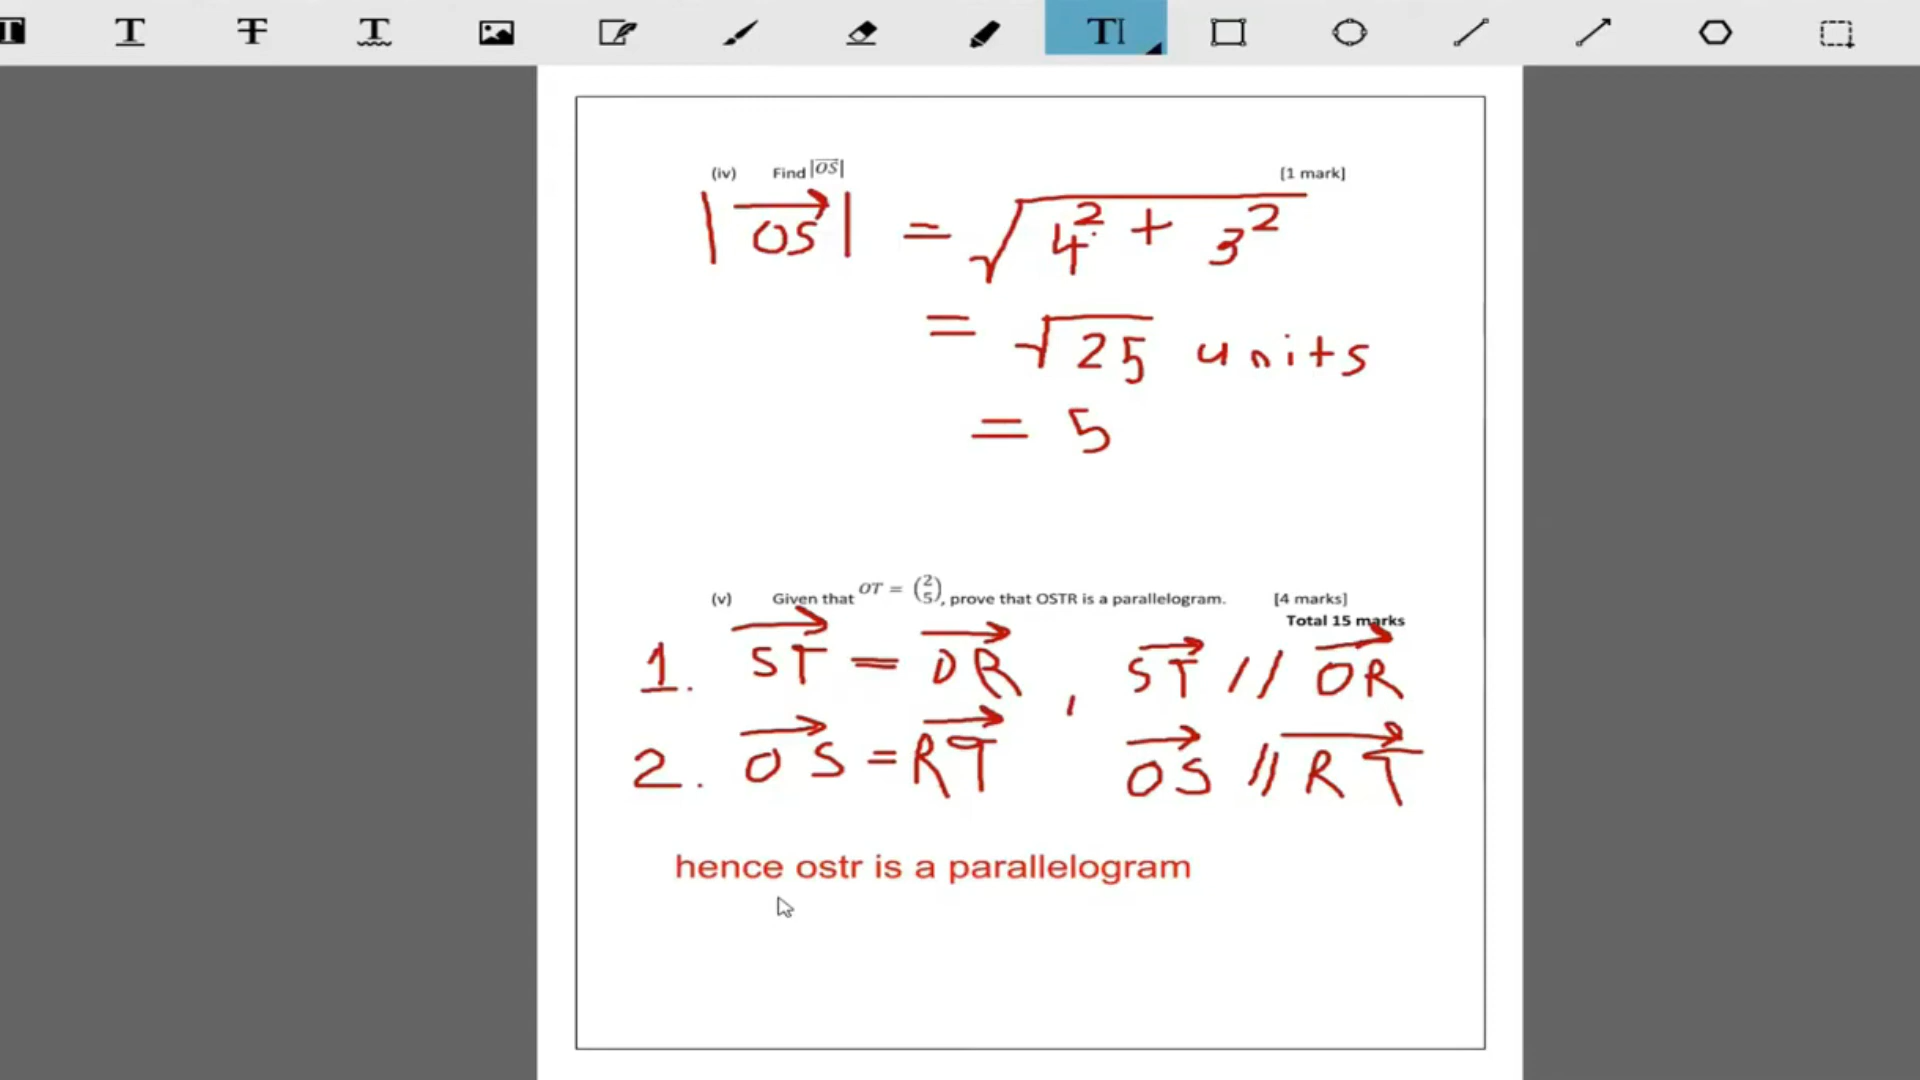 (iv) Find |OS| [1 mark]
|OS| = √4² + 3²
= √25 units
= 5
(v) Given that OT = (2 5), prove that OSTR is a parallelogram. [4 marks]
Total 15 marks
1. ST = OR , ST // OR
2. OS = RT OS // RT
hence ostr is a parallelogram